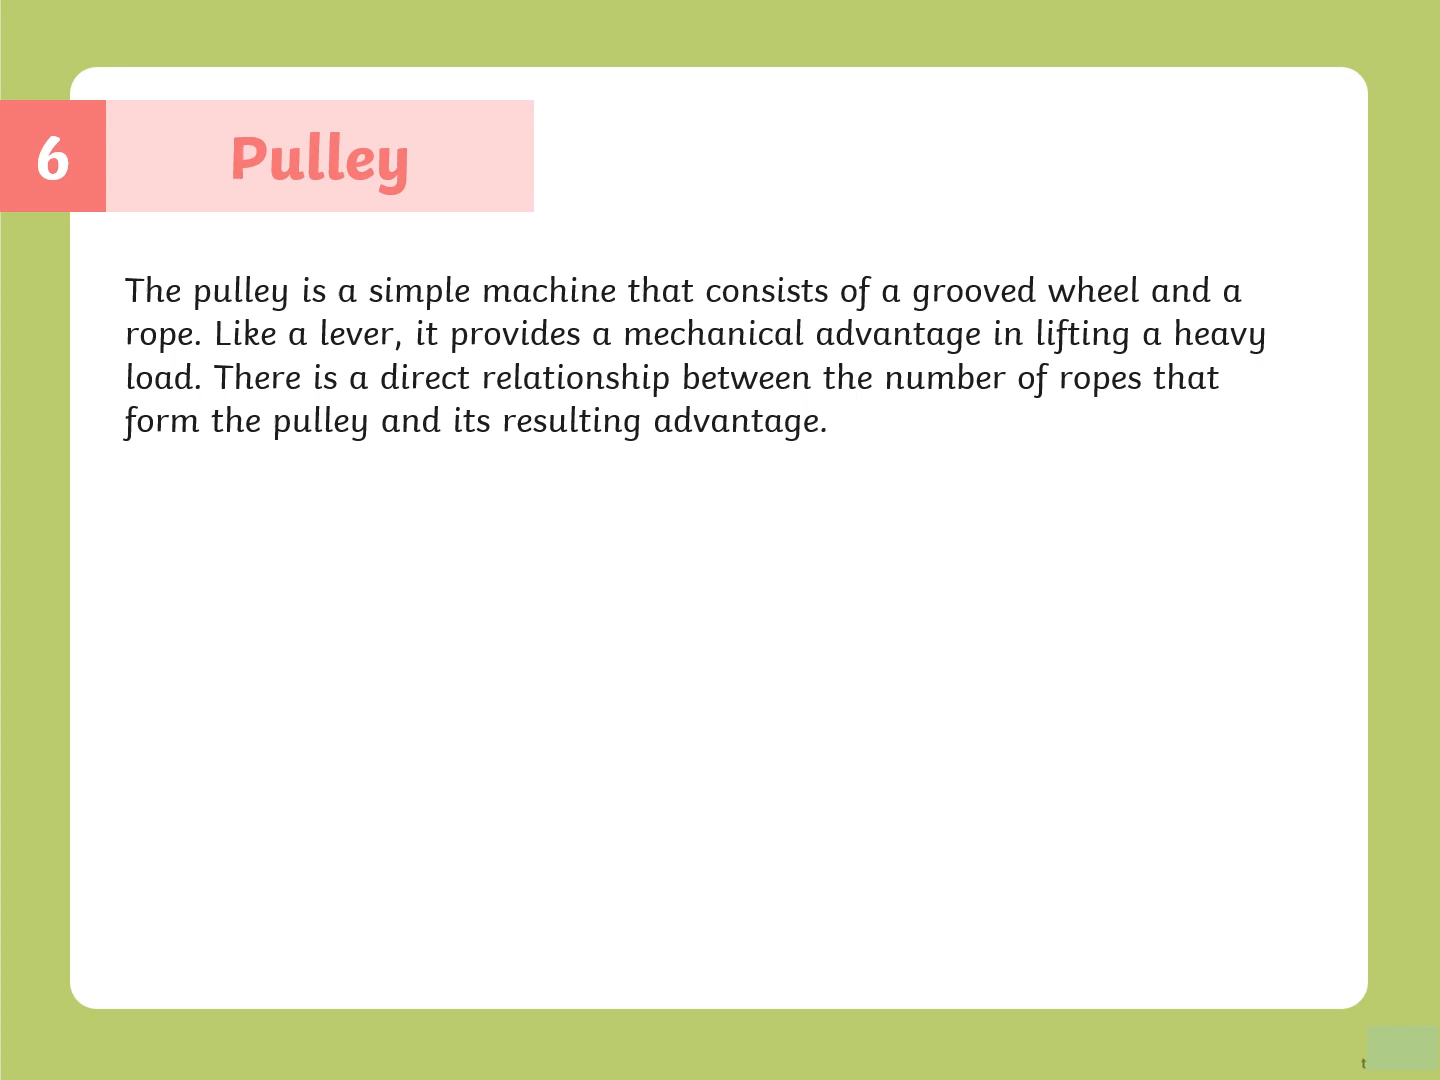 6
Pulley
The pulley is a simple machine that consists of a grooved wheel and a
rope. Like a lever, it provides a mechanical advantage in lifting a heavy
load. There is a direct relationship between the number of ropes that
form the pulley and its resulting advantage.
t